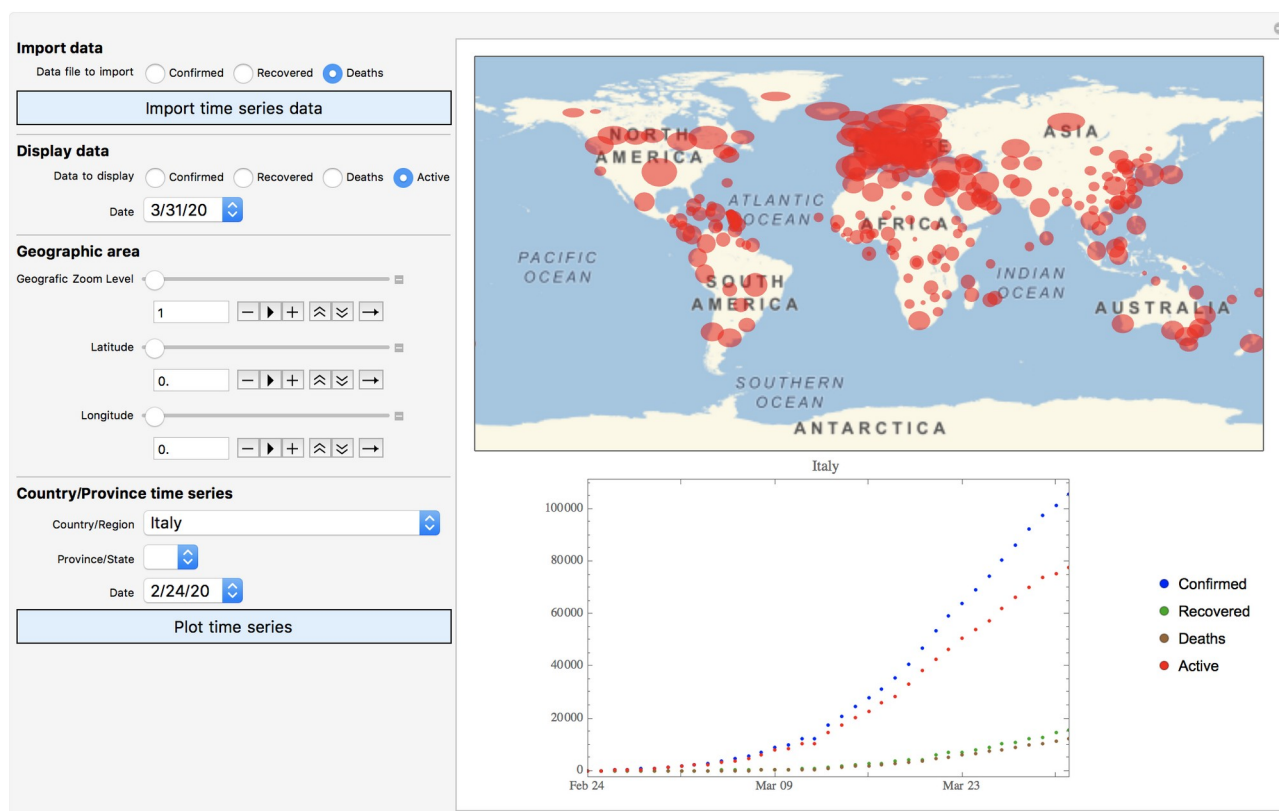 Import data
Data file to import Confirmed Recovered Deaths
Import time series data
Display data
Data to display Confirmed Recovered Deaths Active
Date 3/31/20
Geographic area
Geografic Zoom Level
1
Latitude
0.
Longitude
0.
Country/Province time series
Country/Region Italy
Province/State
Date 2/24/20
Plot time series
NORTH
AMERICA
EUROPE
ASIA
ATLANTIC
OCEAN
AFRICA
PACIFIC
OCEAN
INDIAN
OCEAN
SOUTH
AMERICA
AUSTRALIA
SOUTHERN
OCEAN
ANTARCTICA
Italy
100000
80000
60000
40000
20000
0
Feb 24 Mar 09 Mar 23
Confirmed
Recovered
Deaths
Active